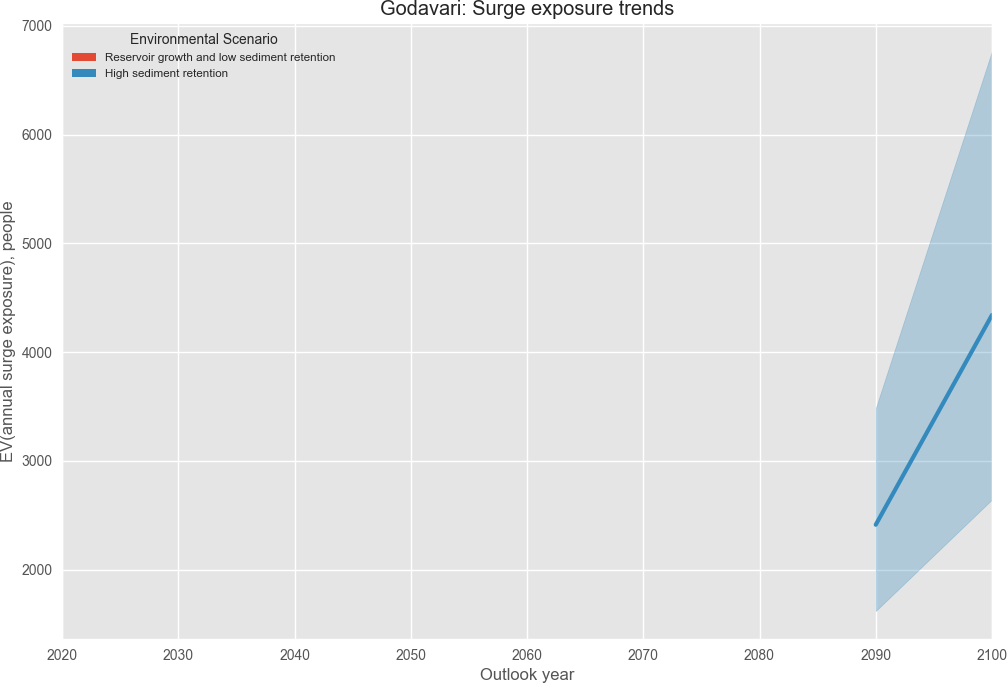 Godavari: Surge exposure trends
Environmental Scenario
Reservoir growth and low sediment retention
High sediment retention
7000
6000
5000
4000
3000
2000
EV(annual surge exposure), people
2020 2030 2040 2050 2060 2070 2080 2090 2100
Outlook year